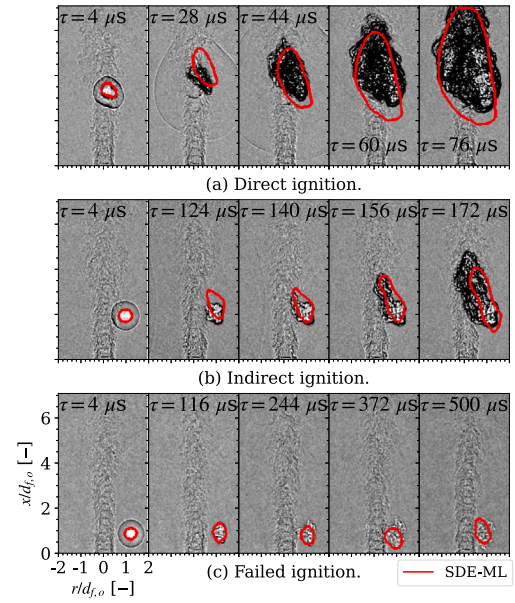 τ = 4 μs τ = 28 μs τ = 44 μs
τ = 60 μs τ = 76 μs
(a) Direct ignition.
τ = 4 μs τ = 124 μs τ = 140 μs τ = 156 μs τ = 172 μs
(b) Indirect ignition.
τ = 4 μs τ = 116 μs τ = 244 μs τ = 372 μs τ = 500 μs
6
4
2
0
x/d_{f,o} [−]
-2 -1 0 1 2
r/d_{f,o} [−]
(c) Failed ignition.
SDE-ML